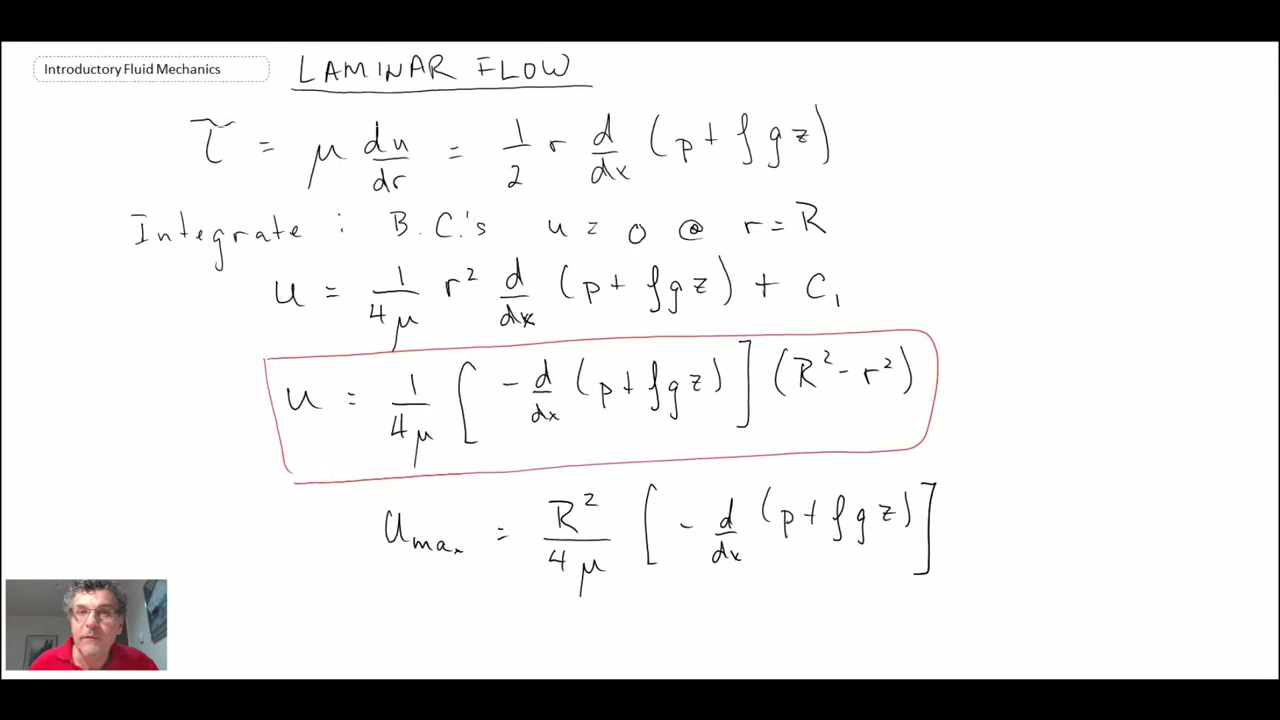 Introductory Fluid Mechanics
LAMINAR FLOW
τ = μ du/dr = 1/2 r d/dx (p + ρgz)
Integrate : B.C.'s u = 0 @ r = R
u = 1/4μ r² d/dx (p + ρgz) + C₁
u = 1/4μ [ - d/dx (p + ρgz) ] (R² - r²)
Umax = R²/4μ [ - d/dx (p + ρgz) ]